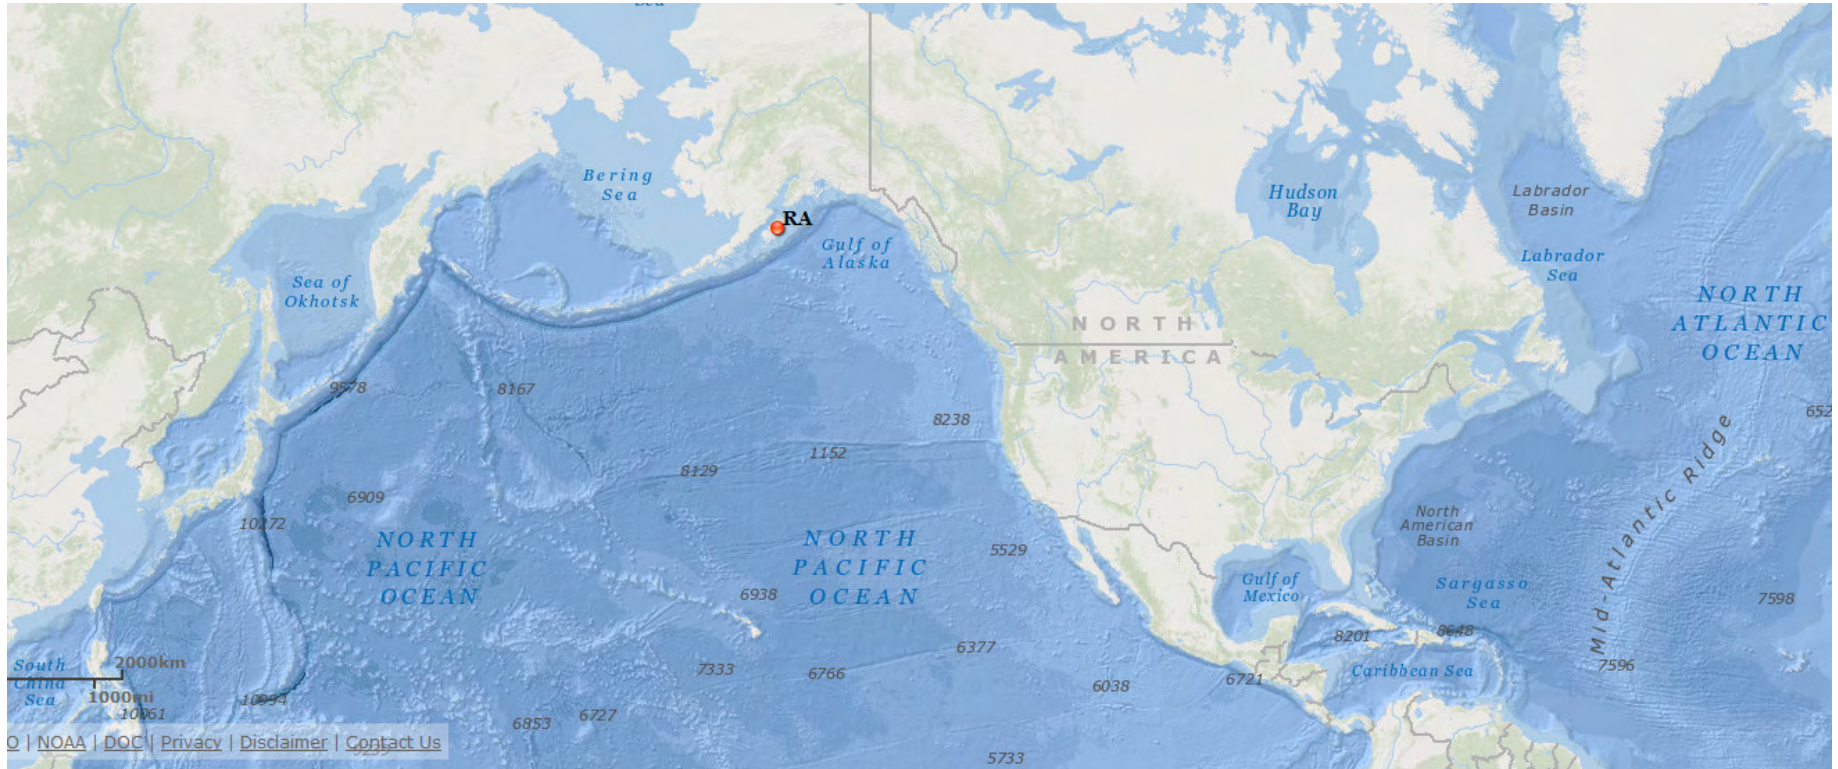 Sea
Bering
Sea
RA
Gulf of
Alaska
Hudson
Bay
Labrador
Basin
Labrador
Sea
Sea of
Okhotsk
NORTH
ATLANTIC
OCEAN
NORTH
AMERICA
9578
8167
8238
652
1152
8129
6909
10272
Mid-Atlantic Ridge
North
American
Basin
NORTH
PACIFIC
OCEAN
NORTH
PACIFIC
OCEAN
5529
Gulf of
Mexico
Sargasso
Sea
6938
7598
8201
8648
6377
7333
6766
6038
6721
Caribbean Sea
7596
South
China
Sea
2000km
1000mi
10994
6853
6727
5733
O | NOAA | DOC | Privacy | Disclaimer | Contact Us